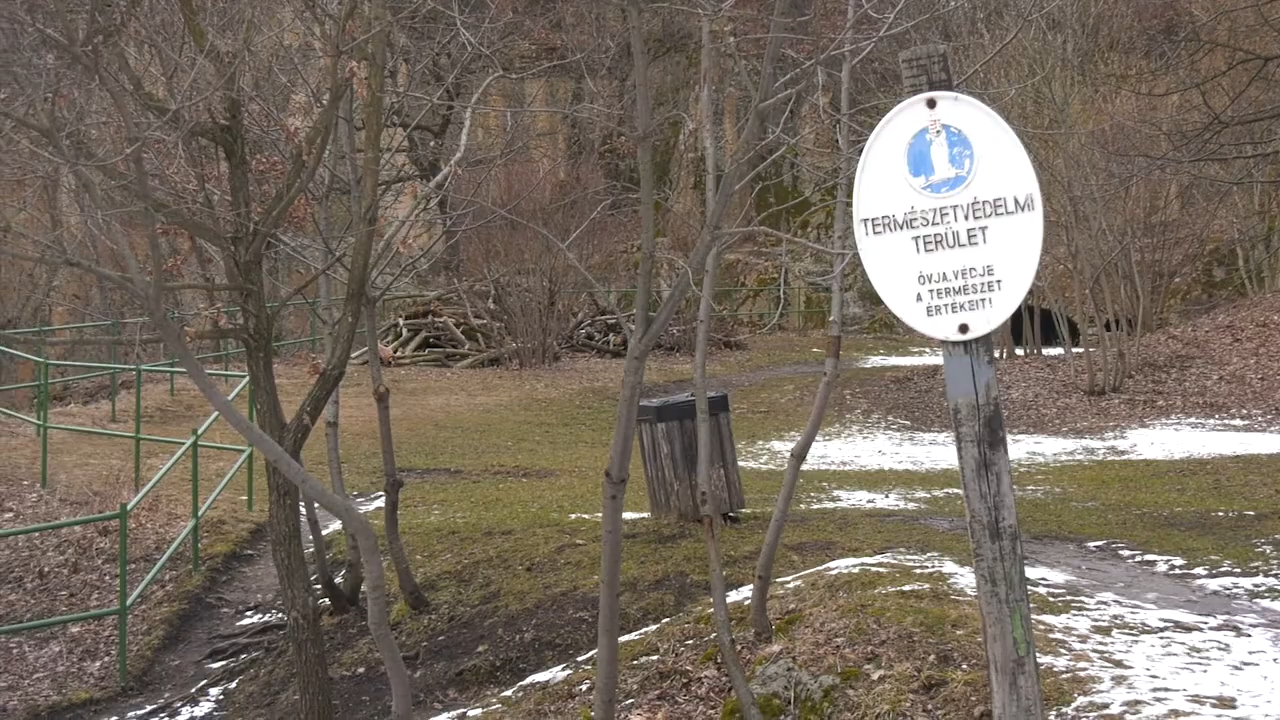 TERMÉSZETVÉDELMI
TERÜLET
ÓVJA, VÉDJE
A TERMÉSZET
ÉRTÉKEIT!